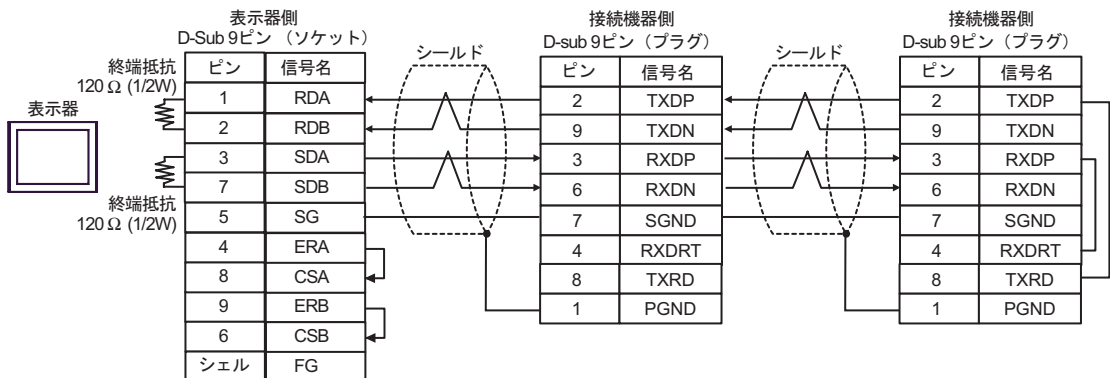 表示器側
D-Sub 9ピン （ソケット）
接続機器側
D-sub 9ピン（プラグ）
接続機器側
D-sub 9ピン（プラグ）
シールド
シールド
終端抵抗
120 Ω (1/2W)
表示器
終端抵抗
120 Ω (1/2W)
ピン 信号名
1 RDA
2 RDB
3 SDA
7 SDB
5 SG
4 ERA
8 CSA
9 ERB
6 CSB
シェル FG
ピン 信号名
2 TXDP
9 TXDN
3 RXDP
6 RXDN
7 SGND
4 RXDRT
8 TXRD
1 PGND
ピン 信号名
2 TXDP
9 TXDN
3 RXDP
6 RXDN
7 SGND
4 RXDRT
8 TXRD
1 PGND